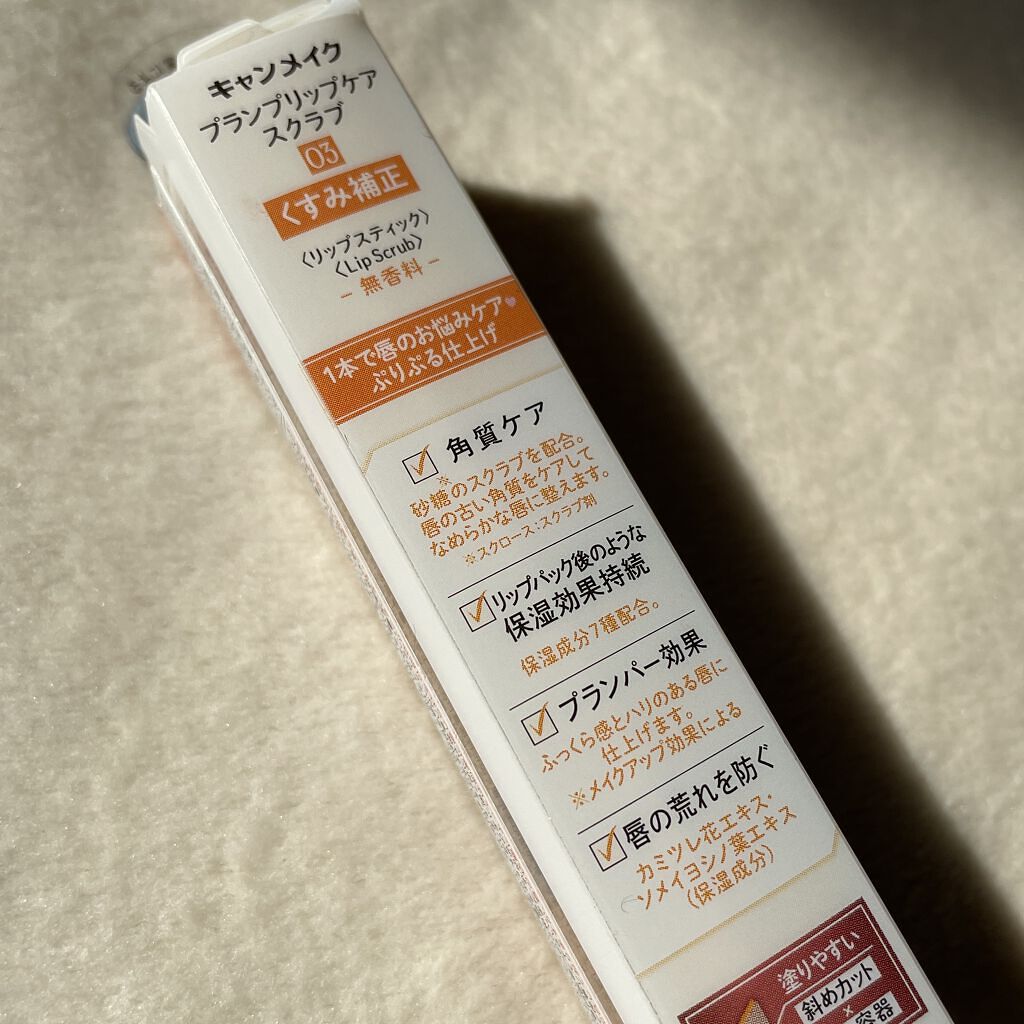 キャンメイク
プランプリップケア
スクラブ
03
くすみ補正
〈リップスティック〉
〈Lip Scrub〉
− 無香料 −
1本で唇のお悩みケア♥
ぷりぷる仕上げ
角質ケア
※
砂糖のスクラブを配合。
唇の古い角質をケアして
なめらかな唇に整えます。
※スクロース:スクラブ剤
リップパック後のような
保湿効果持続
保湿成分7種配合。
プランパー効果
ふっくら感とハリのある唇に
仕上げます。
※メイクアップ効果による
唇の荒れを防ぐ
カミツレ花エキス・
ソメイヨシノ葉エキス
(保湿成分)
塗りやすい
斜めカット
×
容器